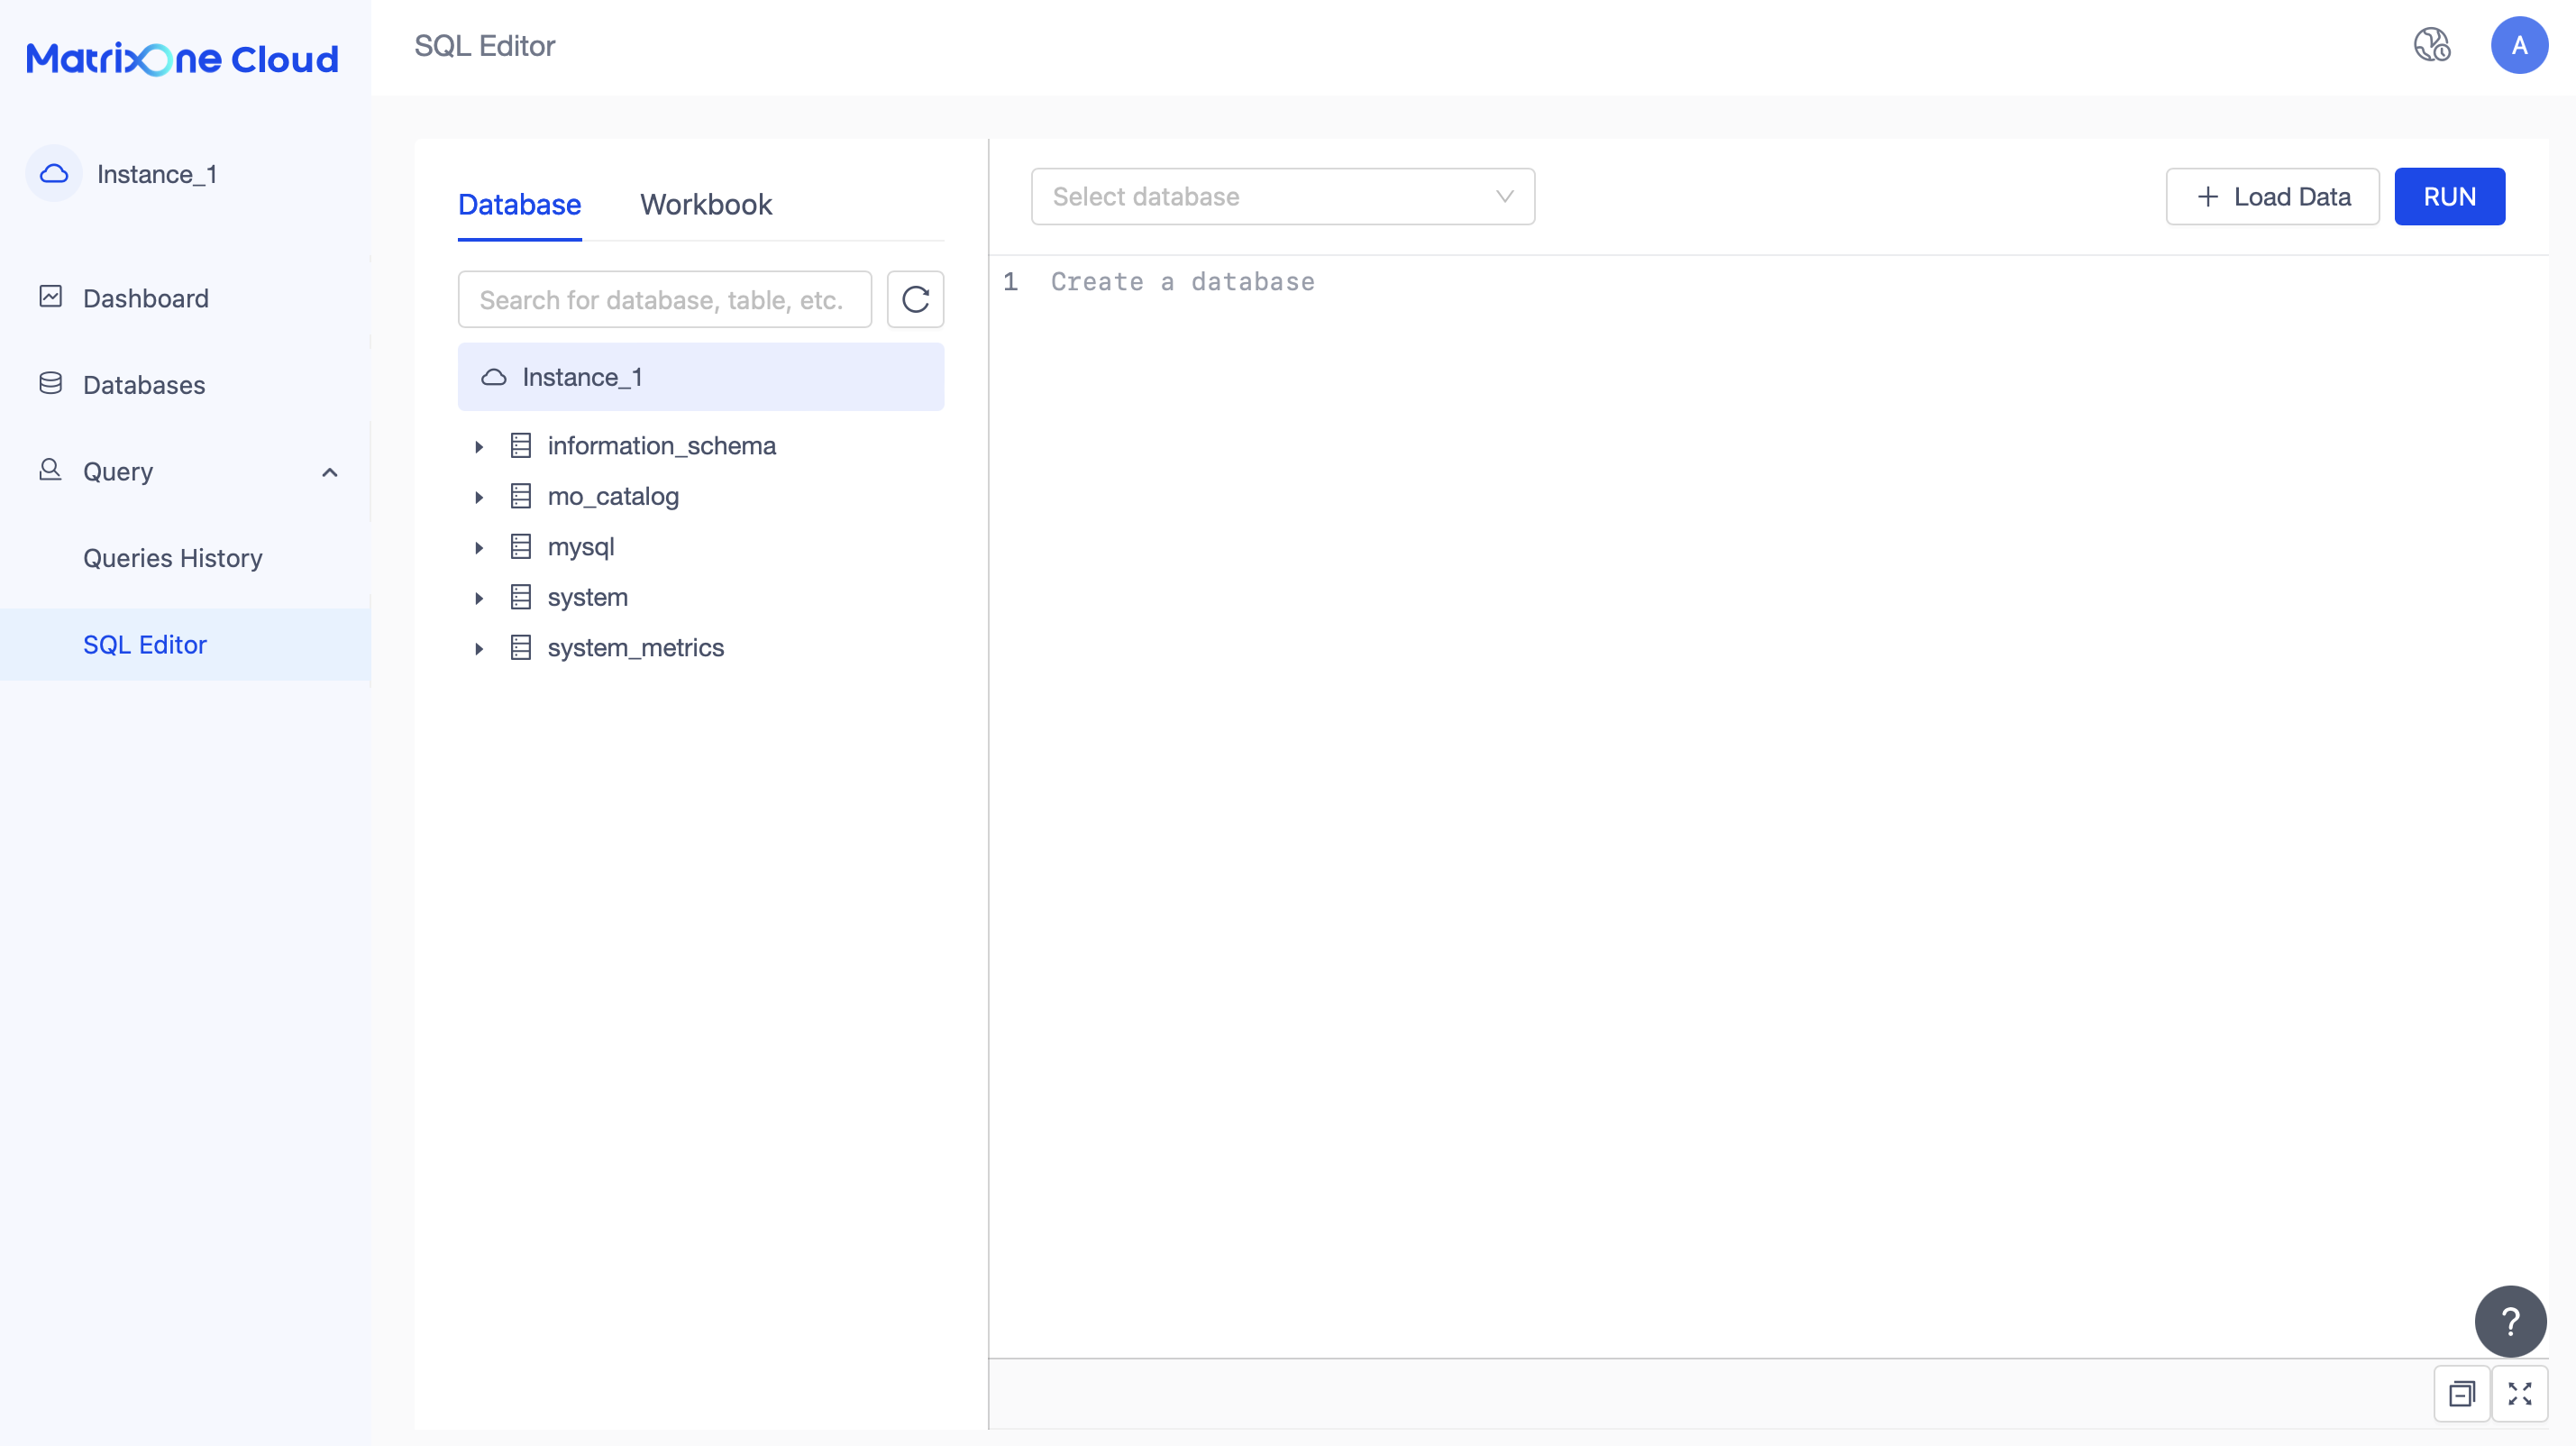 MatrixOne Cloud
SQL Editor
A
Instance_1
Dashboard
Databases
Query
Queries History
SQL Editor
Database Workbook
Search for database, table, etc.
Instance_1
information_schema
mo_catalog
mysql
system
system_metrics
Select database
+ Load Data
RUN
1 Create a database
?